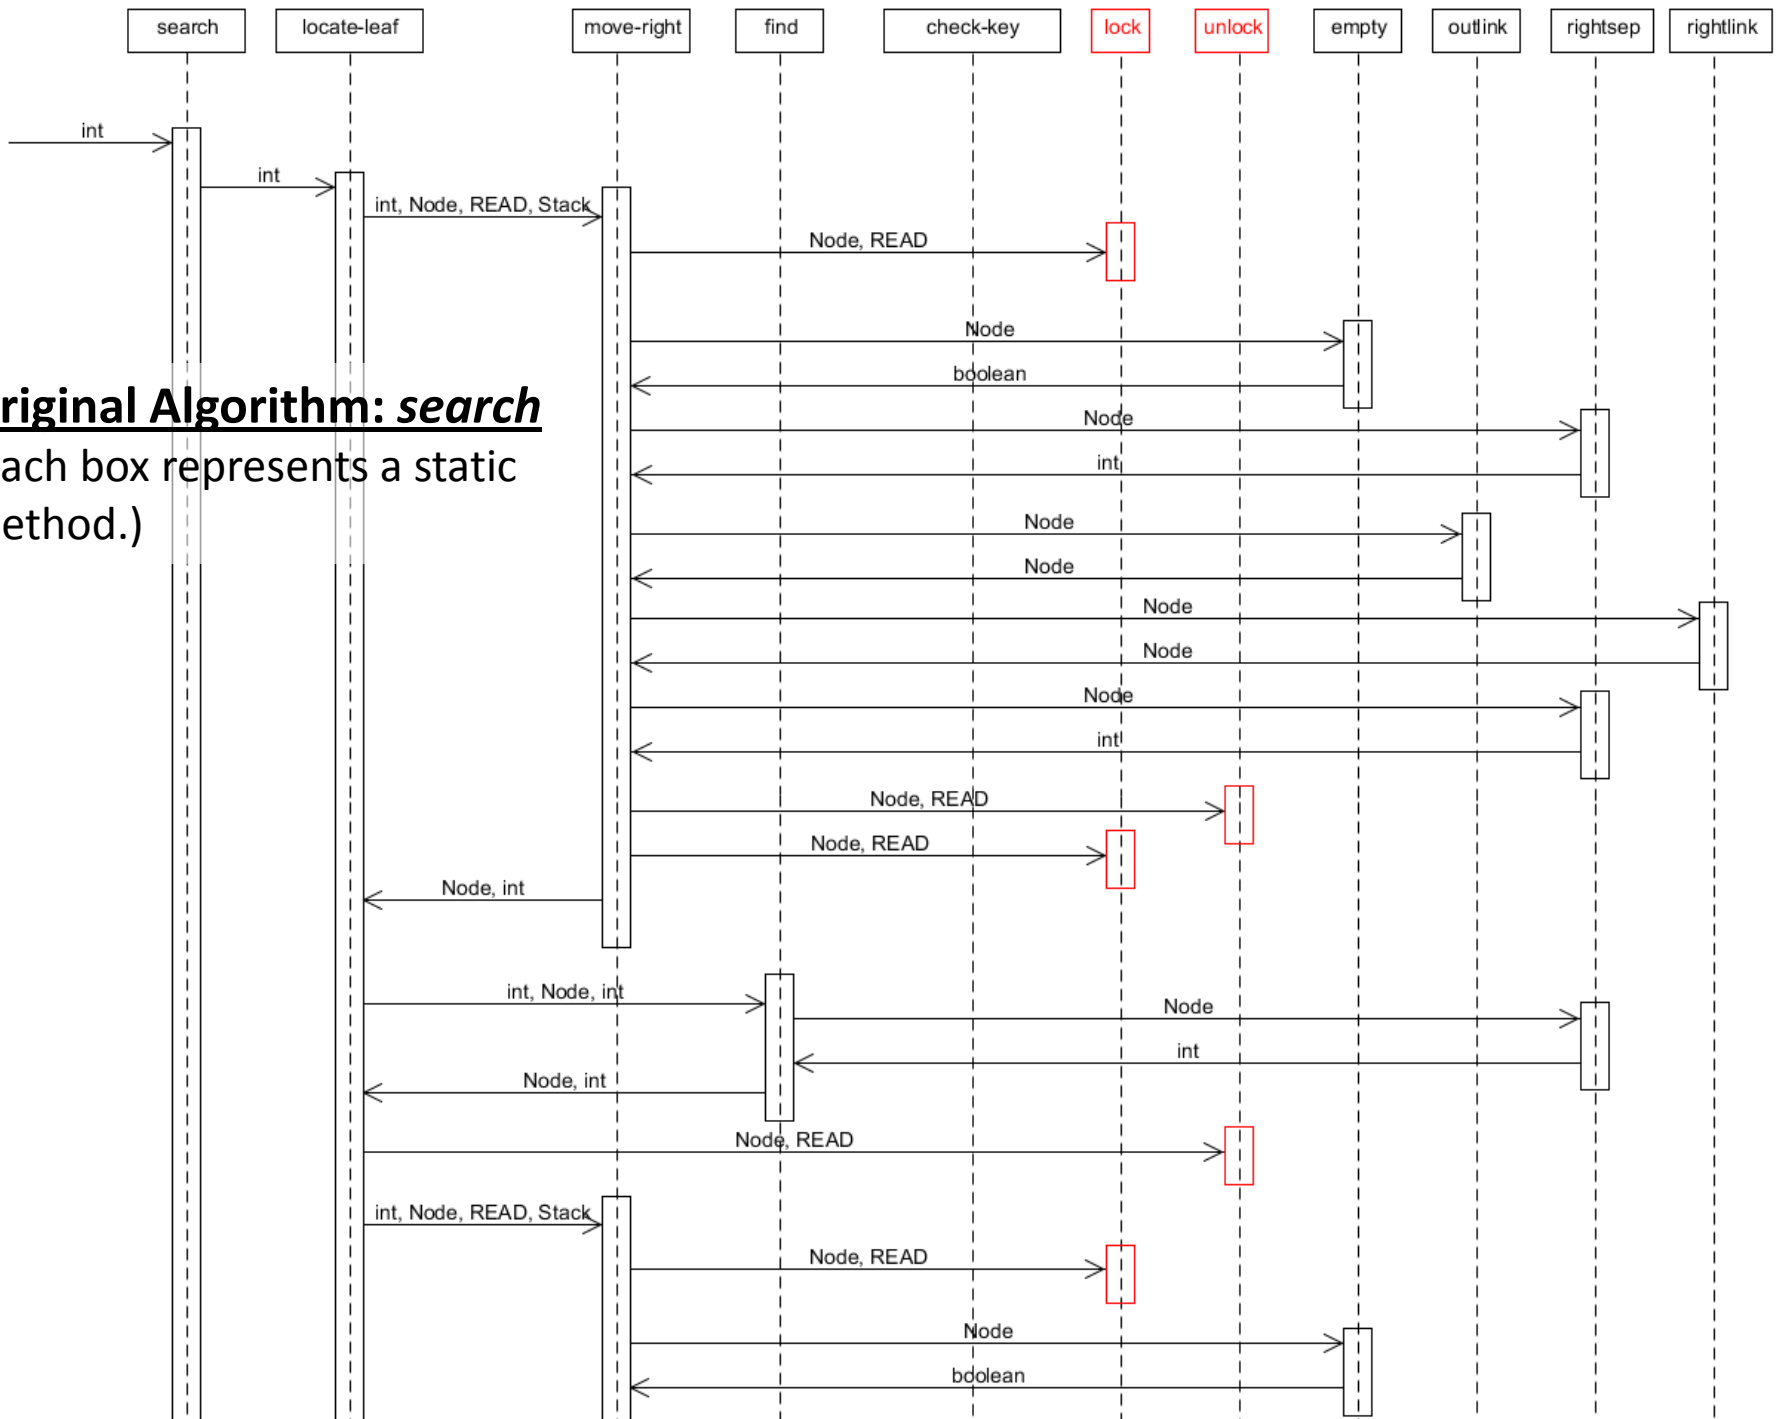 search locate-leaf move-right find check-key lock unlock empty outlink rightsep rightlink
int
int
int, Node, READ, Stack
Node, READ
Node
boolean
riginal Algorithm: search
Node
ach box represents a static
int
ethod.)
Node
Node
Node
Node
Node
int
Node, READ
Node, READ
Node, int
int, Node, int
Node
int
Node, int
Node, READ
int, Node, READ, Stack
Node, READ
Node
boolean